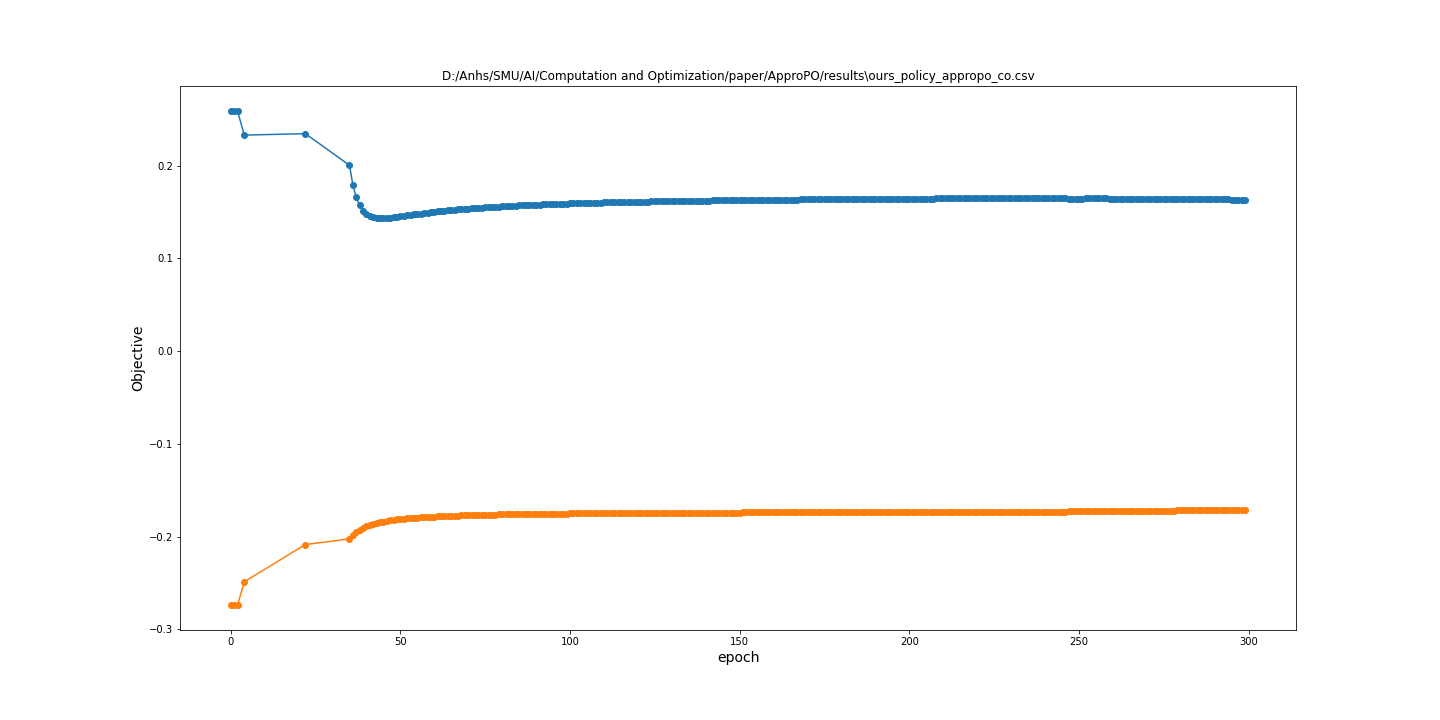 D:/Anhs/SMU/AI/Computation and Optimization/paper/ApproPO/results\ours_policy_appropo_co.csv
Objective
0.2
0.1
0.0
−0.1
−0.2
−0.3
0 50 100 150 200 250 300
epoch